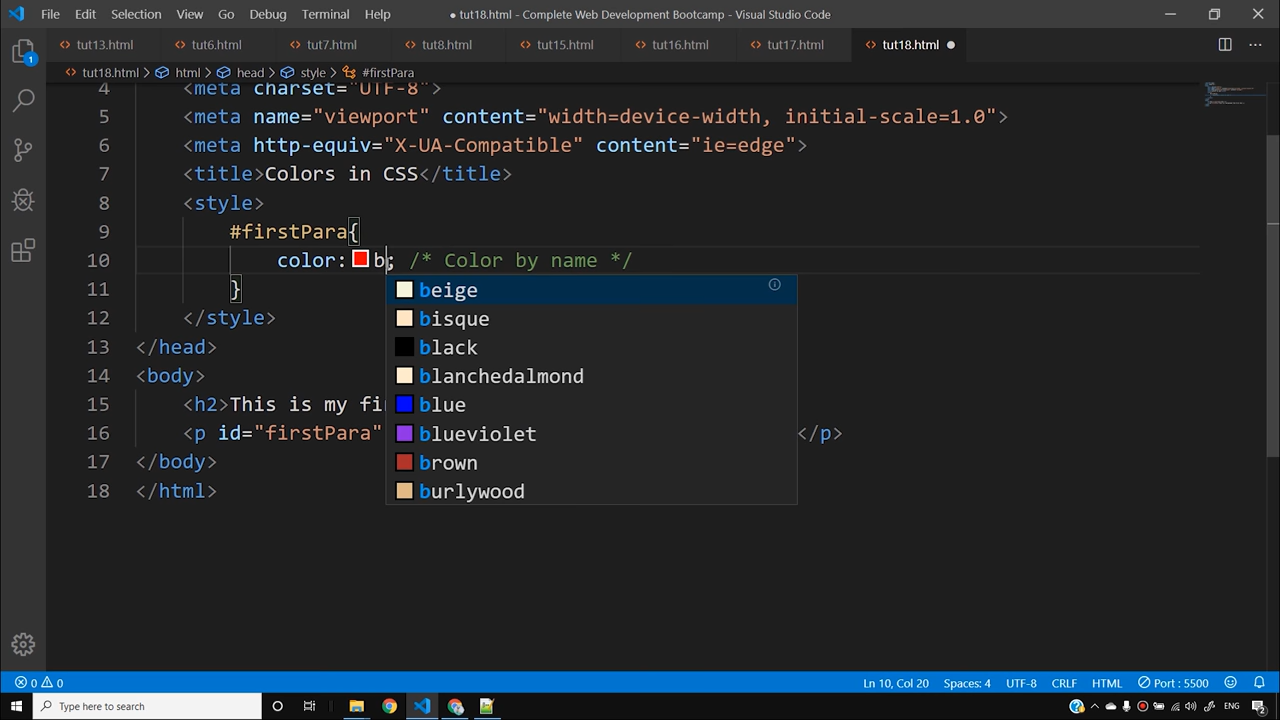 File Edit Selection View Go Debug Terminal Help
● tut18.html - Complete Web Development Bootcamp - Visual Studio Code
tut13.html tut6.html tut7.html tut8.html tut15.html tut16.html tut17.html tut18.html ●
tut18.html > html > head > style > #firstPara
1
4 <meta charset="UTF-8">
5 <meta name="viewport" content="width=device-width, initial-scale=1.0">
6 <meta http-equiv="X-UA-Compatible" content="ie=edge">
7 <title>Colors in CSS</title>
8 <style>
9 #firstPara{
10 color: b; /* Color by name */
11 }
beige
bisque
black
blanchedalmond
blue
blueviolet
brown
burlywood
12 </style>
13 </head>
14 <body>
15 <h2>This is my fi
16 <p id="firstPara" </p>
17 </body>
18 </html>
0 0 Ln 10, Col 20 Spaces: 4 UTF-8 CRLF HTML Port : 5500
Type here to search ENG 2